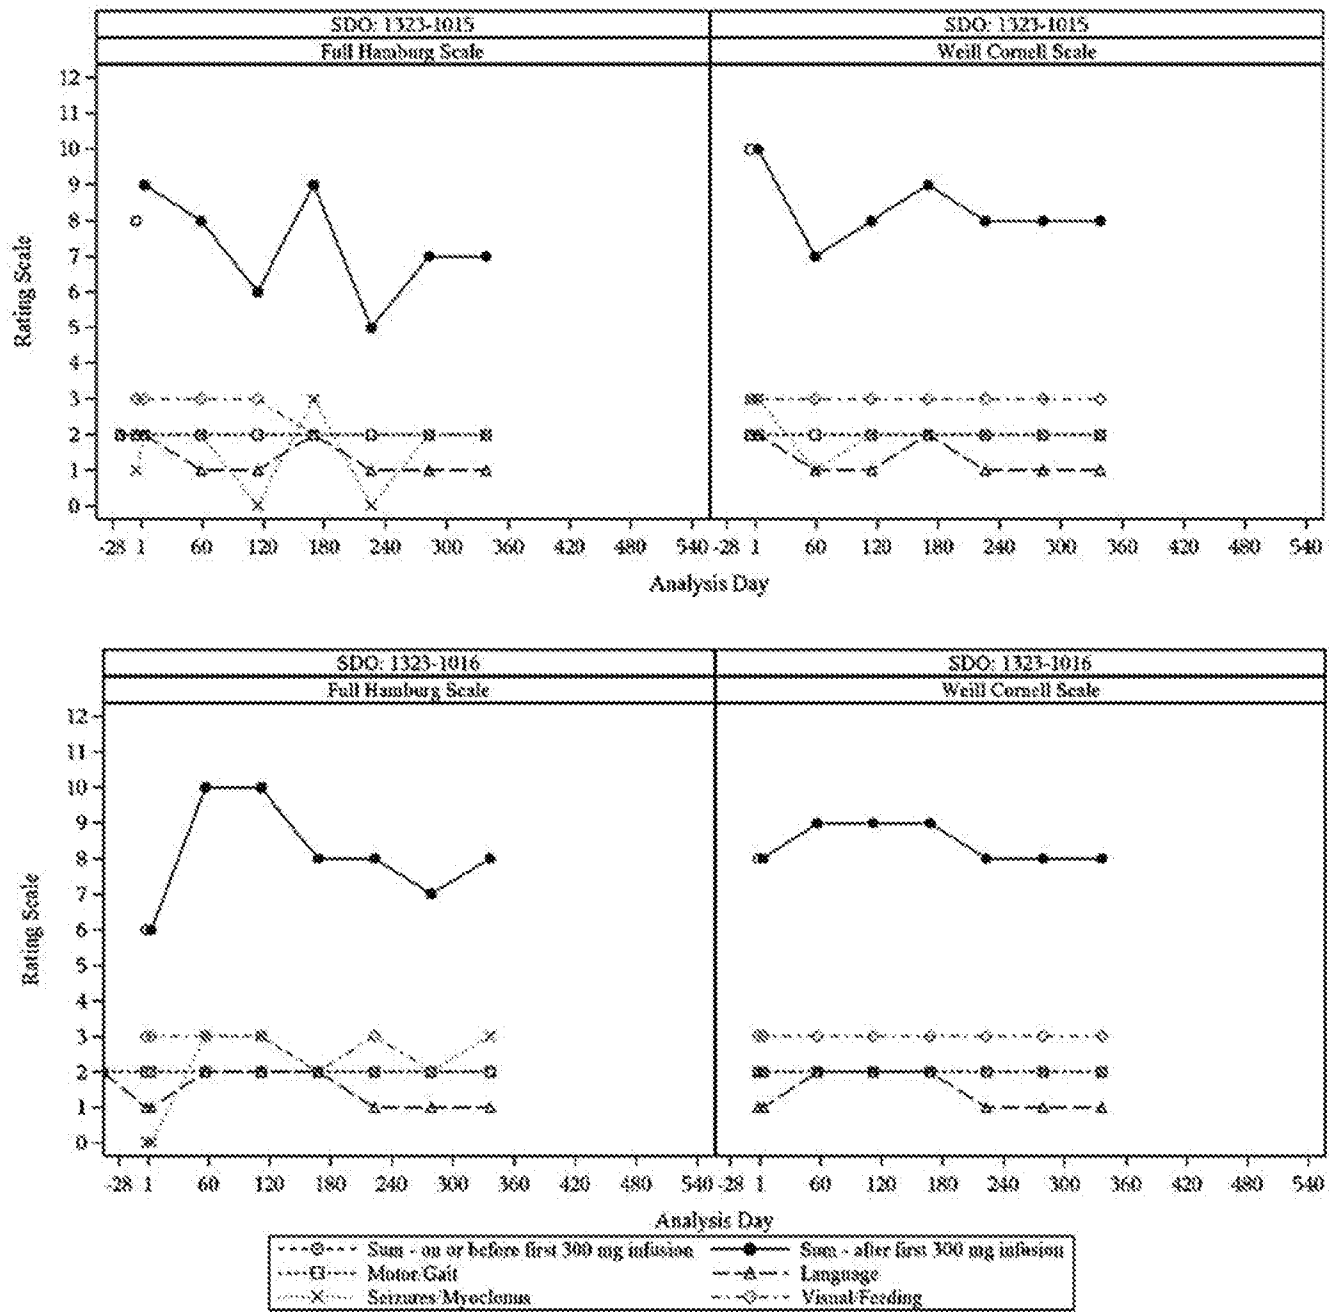 SDO: 1323-1015 SDO: 1323-1015
Full Hamburg Scale Weill Cornell Scale
12
11
10
9
8
7
6
5
4
3
2
1
0
Rating Scale
-28 1 60 120 180 240 300 360 420 480 540 -28 1 60 120 180 240 300 360 420 480 540
Analysis Day
SDO: 1323-1016 SDO: 1323-1016
Full Hamburg Scale Weill Cornell Scale
12
11
10
9
8
7
6
5
4
3
2
1
0
Rating Scale
-28 1 60 120 180 240 300 360 420 480 540 -28 1 60 120 180 240 300 360 420 480 540
Analysis Day
Sum - on or before first 300 mg infusion Sum - after first 300 mg infusion
Motor/Gait Language
Seizures/Myoclonus Visual/Feeding